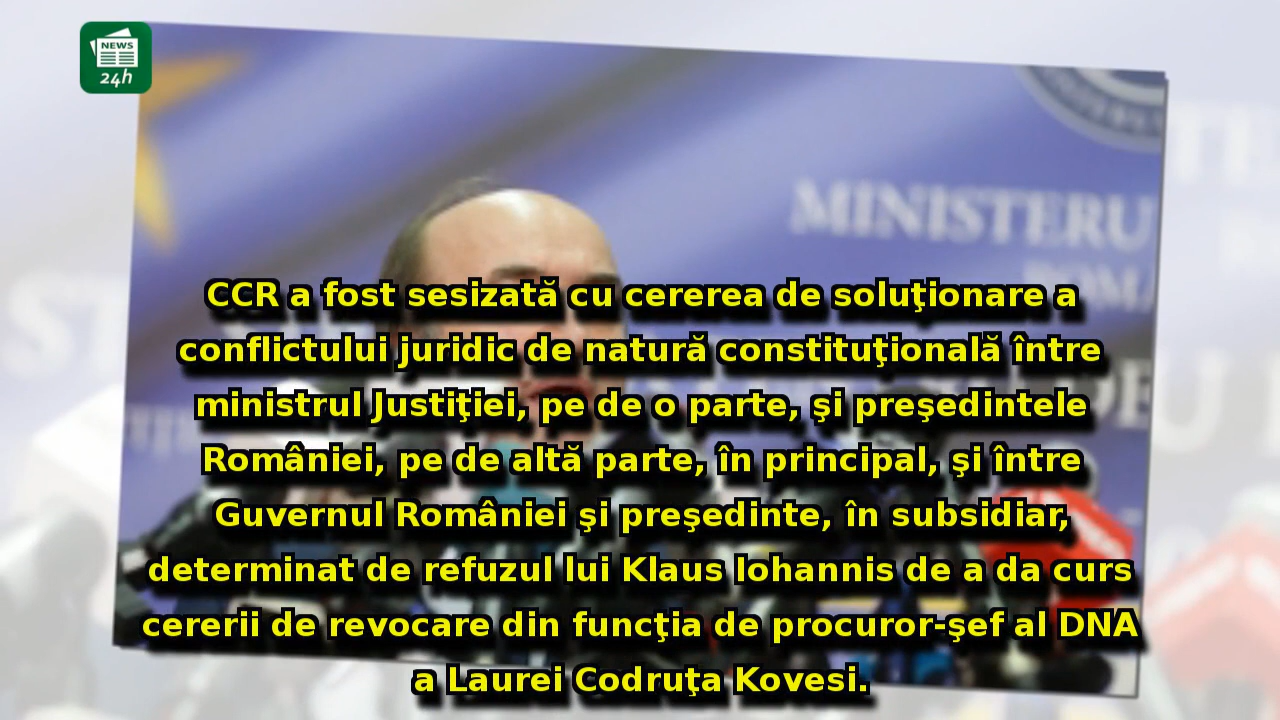 NEWS
24h
MINISTERU
CCR a fost sesizată cu cererea de soluţionare a
conflictului juridic de natură constituţională între
ministrul Justiţiei, pe de o parte, şi preşedintele
României, pe de altă parte, în principal, şi între
Guvernul României şi preşedinte, în subsidiar,
determinat de refuzul lui Klaus Iohannis de a da curs
cererii de revocare din funcţia de procuror-şef al DNA
a Laurei Codruţa Kovesi.